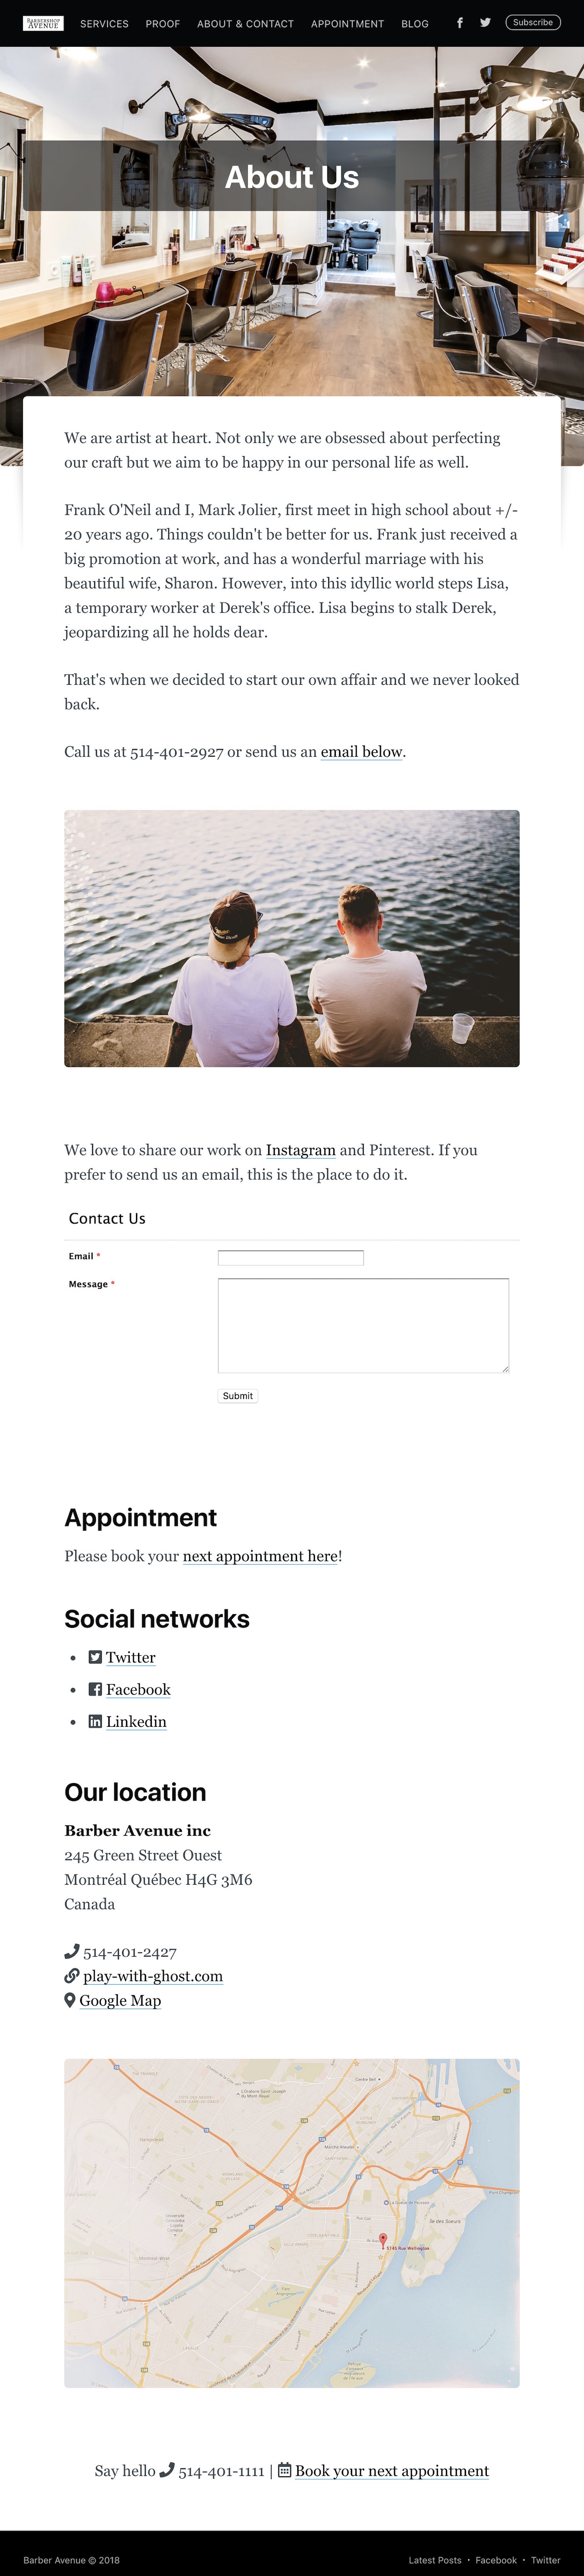 BARBERSHOP
AVENUE
SERVICES PROOF ABOUT & CONTACT APPOINTMENT BLOG Subscribe
About Us
We are artist at heart. Not only we are obsessed about perfecting
our craft but we aim to be happy in our personal life as well.
Frank O'Neil and I, Mark Jolier, first meet in high school about +/-
20 years ago. Things couldn't be better for us. Frank just received a
big promotion at work, and has a wonderful marriage with his
beautiful wife, Sharon. However, into this idyllic world steps Lisa,
a temporary worker at Derek's office. Lisa begins to stalk Derek,
jeopardizing all he holds dear.
That's when we decided to start our own affair and we never looked
back.
Call us at 514-401-2927 or send us an email below.
We love to share our work on Instagram and Pinterest. If you
prefer to send us an email, this is the place to do it.
Contact Us
Email *
Message *
Submit
Appointment
Please book your next appointment here!
Social networks
Twitter
Facebook
Linkedin
Our location
Barber Avenue inc
245 Green Street Ouest
Montréal Québec H4G 3M6
Canada
514-401-2427
play-with-ghost.com
Google Map
5145 Rue Wellington
Say hello 514-401-1111 | Book your next appointment
Barber Avenue © 2018
Latest Posts • Facebook • Twitter